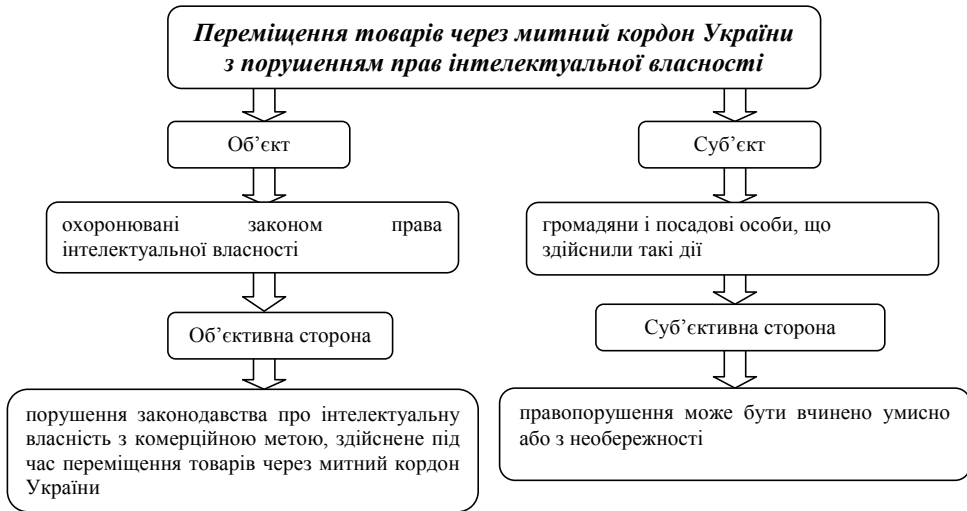 Переміщення товарів через митний кордон України
з порушенням прав інтелектуальної власності
Об’єкт
Суб’єкт
охоронювані законом права
інтелектуальної власності
громадяни і посадові особи, що
здійснили такі дії
Об’єктивна сторона
Суб’єктивна сторона
порушення законодавства про інтелектуальну
власність з комерційною метою, здійснене під
час переміщення товарів через митний кордон
України
правопорушення може бути вчинено умисно
або з необережності